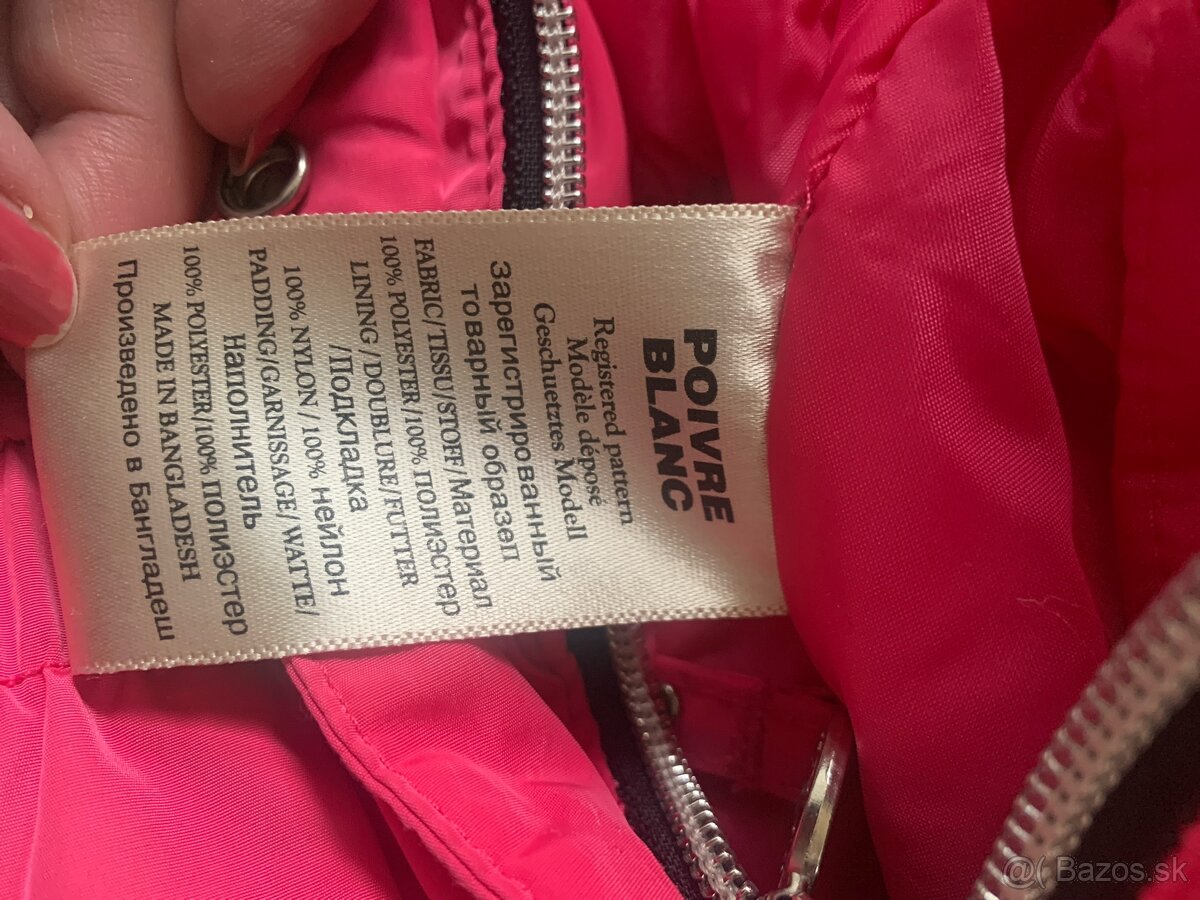 POIVRE
BLANC
Registered pattern
Modèle déposé
Geschuetztes Modell
Зарегистрированный
товарный образеп
FABRIC/TISSU/STOFF/Материал
100% POLYESTER/100% ПОЛИЭСТЕР
LINING/DOUBLURE/FUTTER
/Подкладка
100% NYLON / 100% нейлон
PADDING/GARNISSAGE/WATTE/
Наполнитель
100% POLYESTER/100% ПОЛИЭСТЕР
MADE IN BANGLADESH
Произведено в Бангладеш
@( Bazos.sk